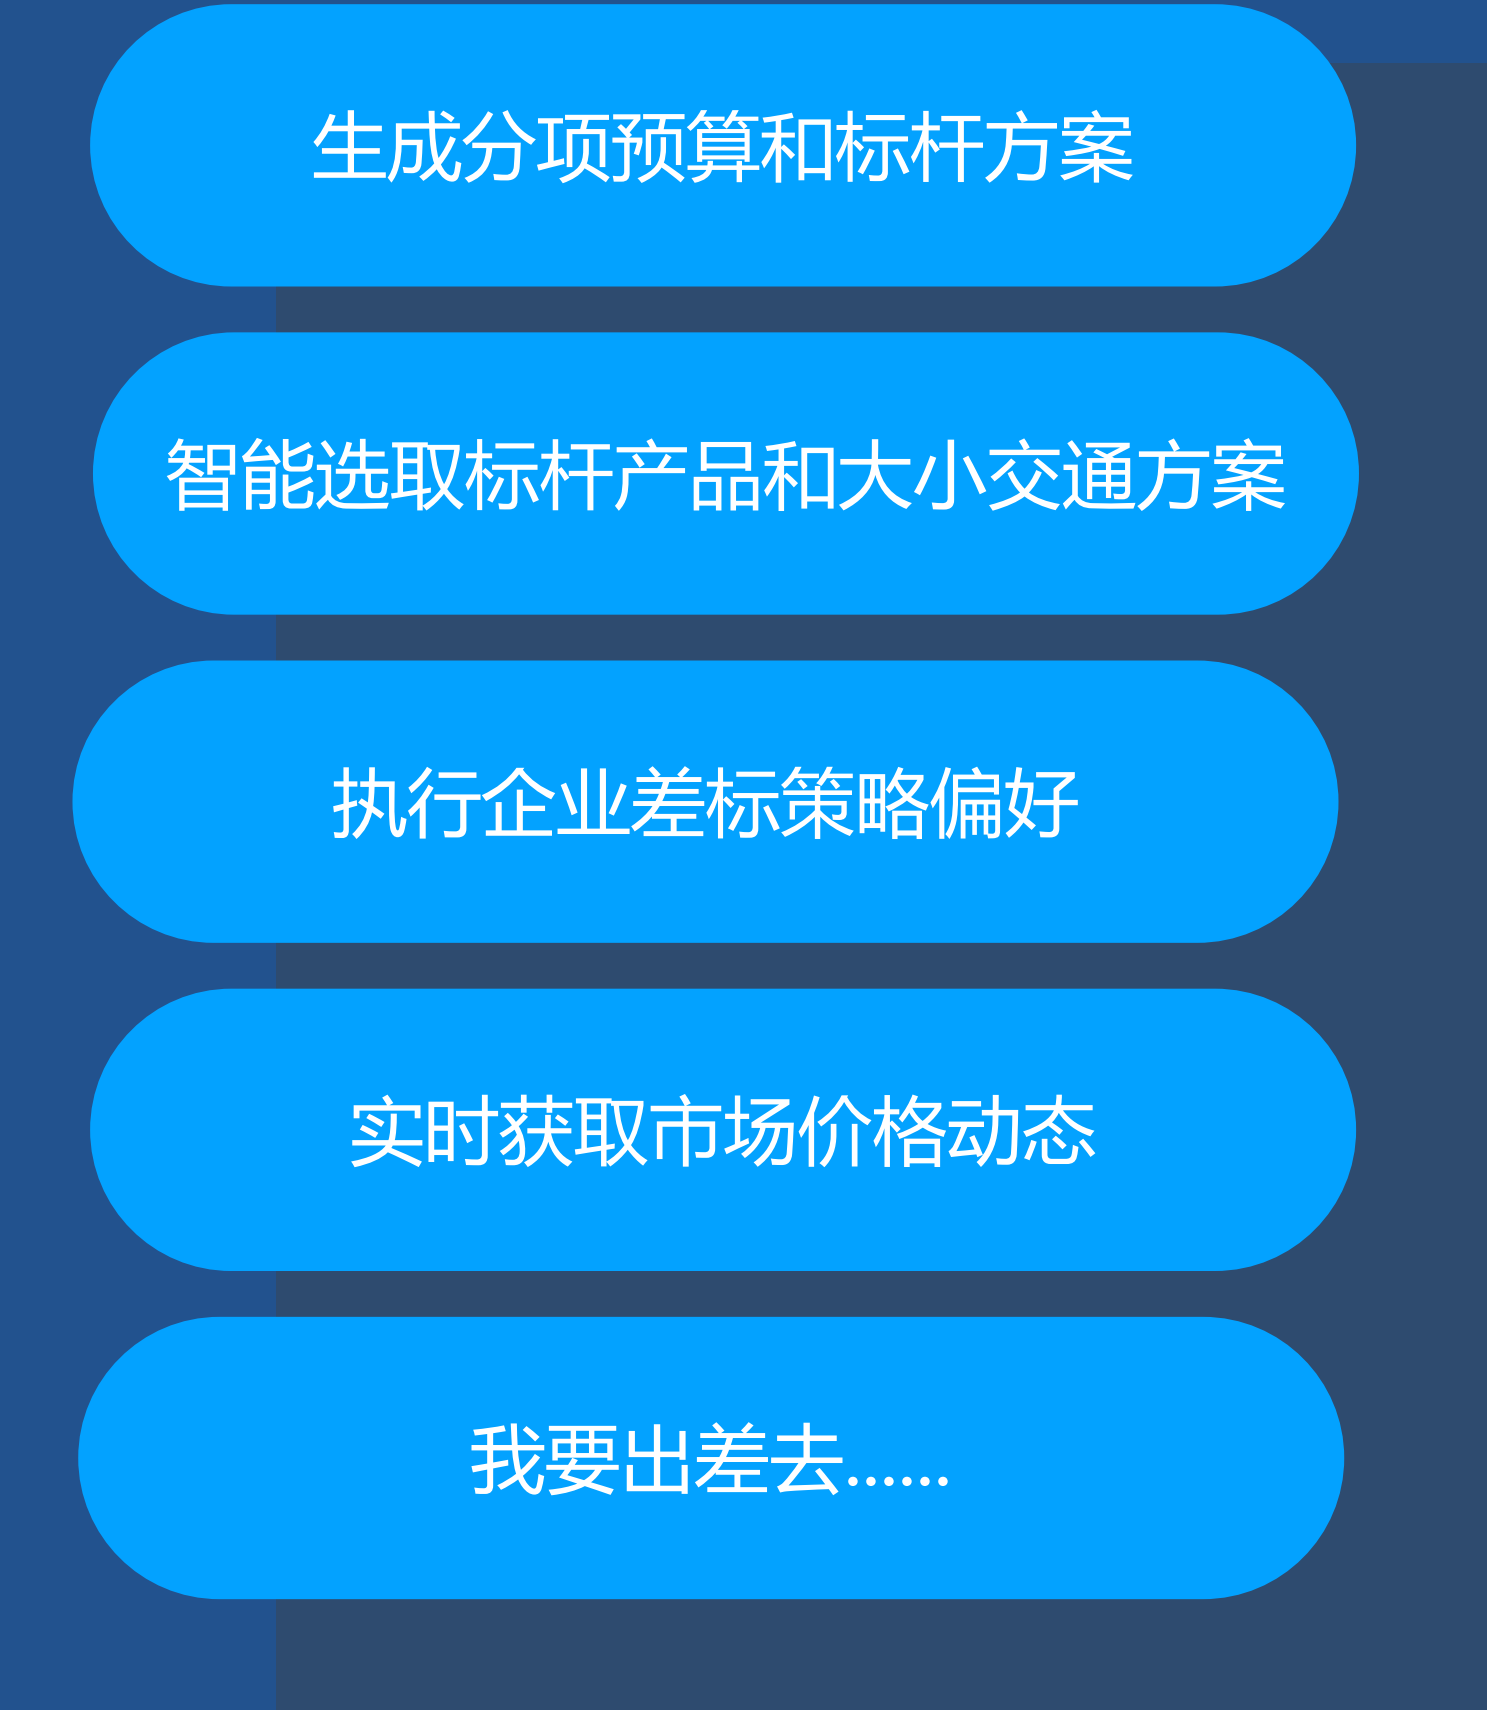 生成分项预算和标杆方案
智能选取标杆产品和大小交通方案
执行企业差标策略偏好
实时获取市场价格动态
我要出差去......